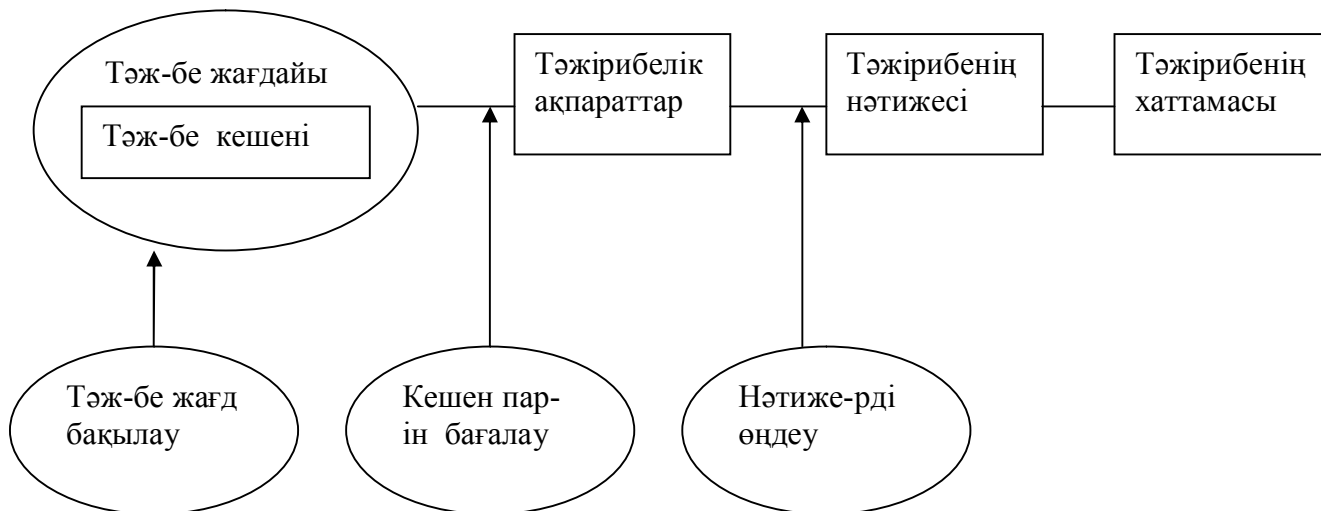 Тәж-бе жағдайы
Тәж-бе кешені
Тәжірибелік
ақпараттар
Тәжірибенің
нәтижесі
Тәжірибенің
хаттамасы
Тәж-бе жағд
бақылау
Кешен пар-
ін бағалау
Нәтиже-рді
өңдеу